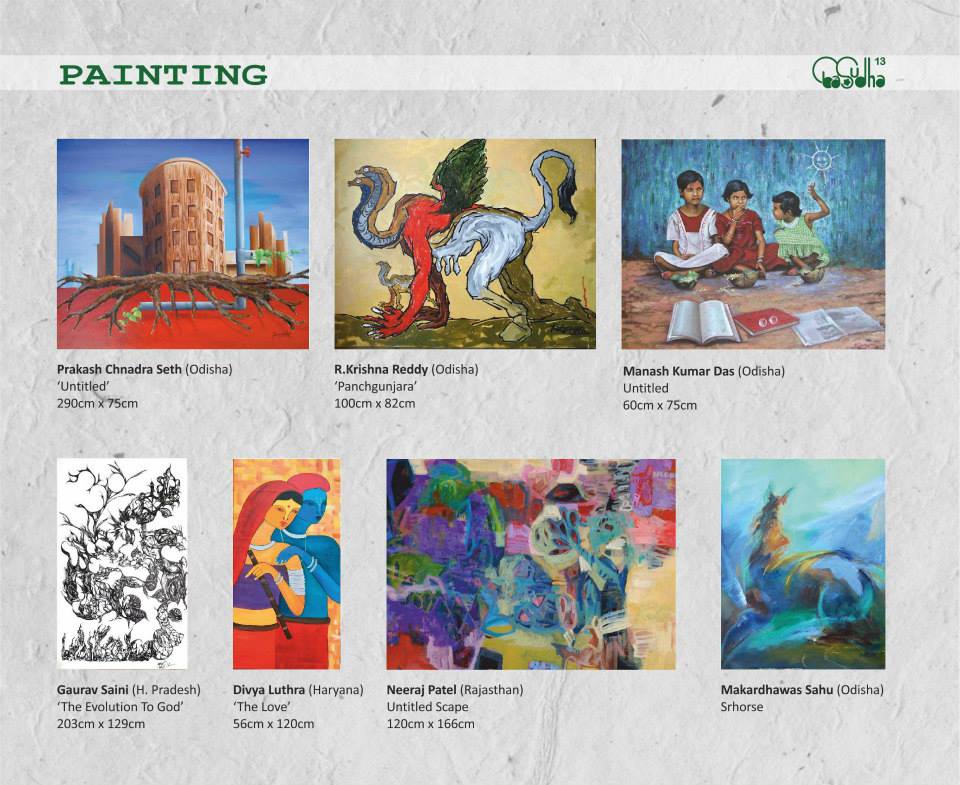 PAINTING
Basudha 13
Prakash Chnadra Seth (Odisha)
‘Untitled’
290cm x 75cm
R.Krishna Reddy (Odisha)
‘Panchgunjara’
100cm x 82cm
Manash Kumar Das (Odisha)
Untitled
60cm x 75cm
Gaurav Saini (H. Pradesh)
‘The Evolution To God’
203cm x 129cm
Divya Luthra (Haryana)
‘The Love’
56cm x 120cm
Neeraj Patel (Rajasthan)
Untitled Scape
120cm x 166cm
Makardhawas Sahu (Odisha)
Srhorse